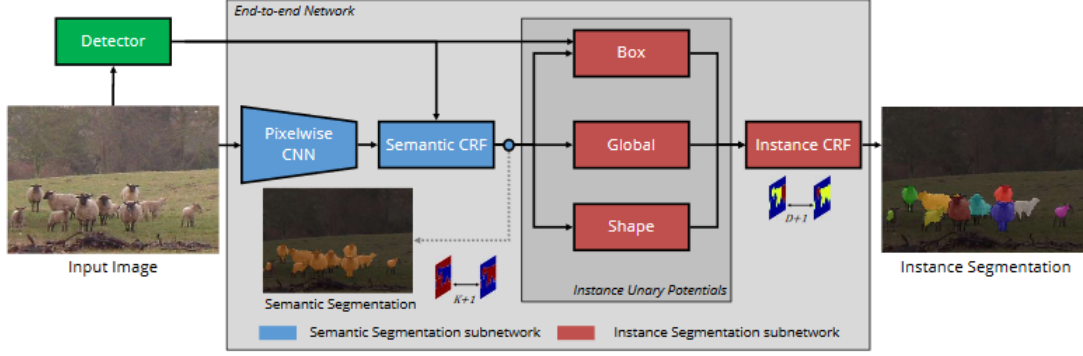 End-to-end Network
Detector
Box
Pixelwise
CNN
Semantic CRF
Global
Instance CRF
Shape
D+1
Input Image
K+1
Semantic Segmentation
Instance Unary Potentials
Instance Segmentation
Semantic Segmentation subnetwork
Instance Segmentation subnetwork